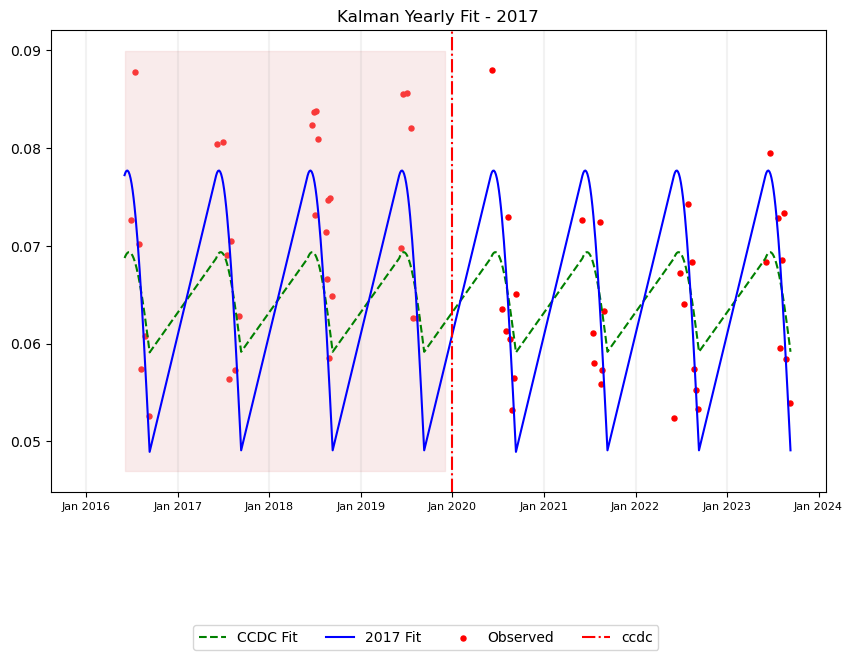 Kalman Yearly Fit - 2017
0.09
0.08
0.07
0.06
0.05
Jan 2016 Jan 2017 Jan 2018 Jan 2019 Jan 2020 Jan 2021 Jan 2022 Jan 2023 Jan 2024
CCDC Fit 2017 Fit Observed ccdc